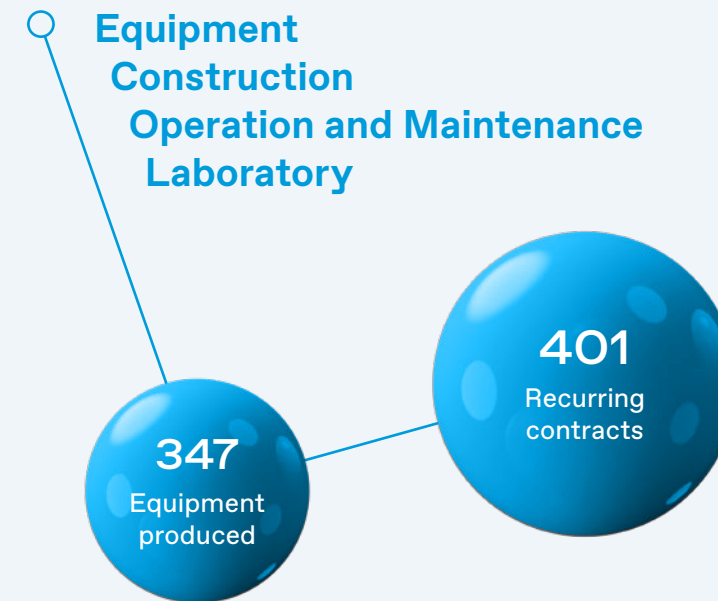 Equipment
Construction
Operation and Maintenance
Laboratory
401
Recurring
contracts
347
Equipment
produced